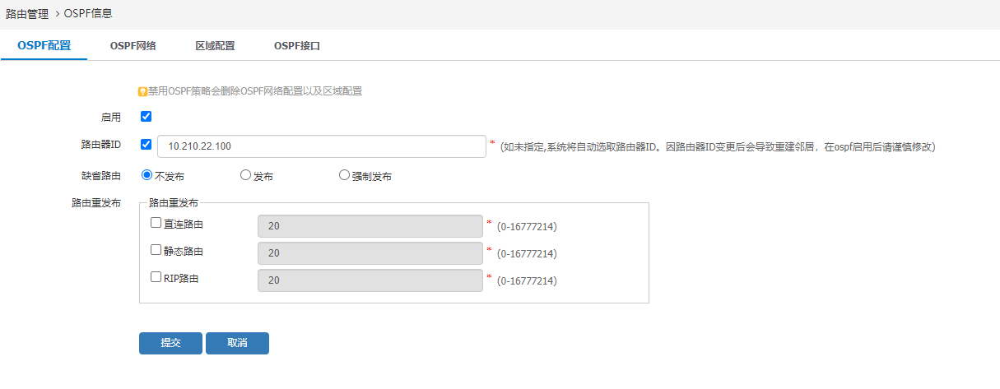 路由管理 > OSPF信息
OSPF配置 OSPF网络 区域配置 OSPF接口
禁用OSPF策略会删除OSPF网络配置以及区域配置
启用
路由器ID 10.210.22.100 * (如未指定,系统将自动选取路由器ID。因路由器ID变更后会导致重建邻居，在ospf启用后请谨慎修改)
缺省路由 不发布 发布 强制发布
路由重发布 路由重发布
直连路由 20 * (0-16777214)
静态路由 20 * (0-16777214)
RIP路由 20 * (0-16777214)
提交 取消